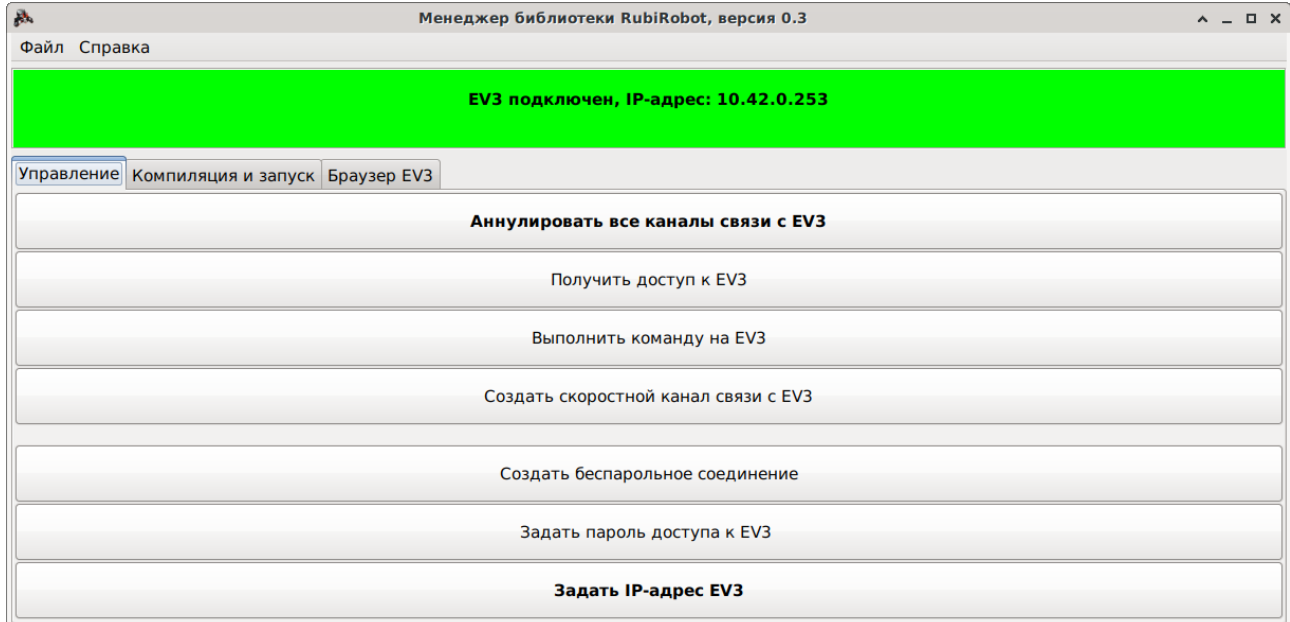 Менеджер библиотеки RubiRobot, версия 0.3
Файл Справка
EV3 подключен, IP-адрес: 10.42.0.253
Управление Компиляция и запуск Браузер EV3
Аннулировать все каналы связи с EV3
Получить доступ к EV3
Выполнить команду на EV3
Создать скоростной канал связи с EV3
Создать беспарольное соединение
Задать пароль доступа к EV3
Задать IP-адрес EV3